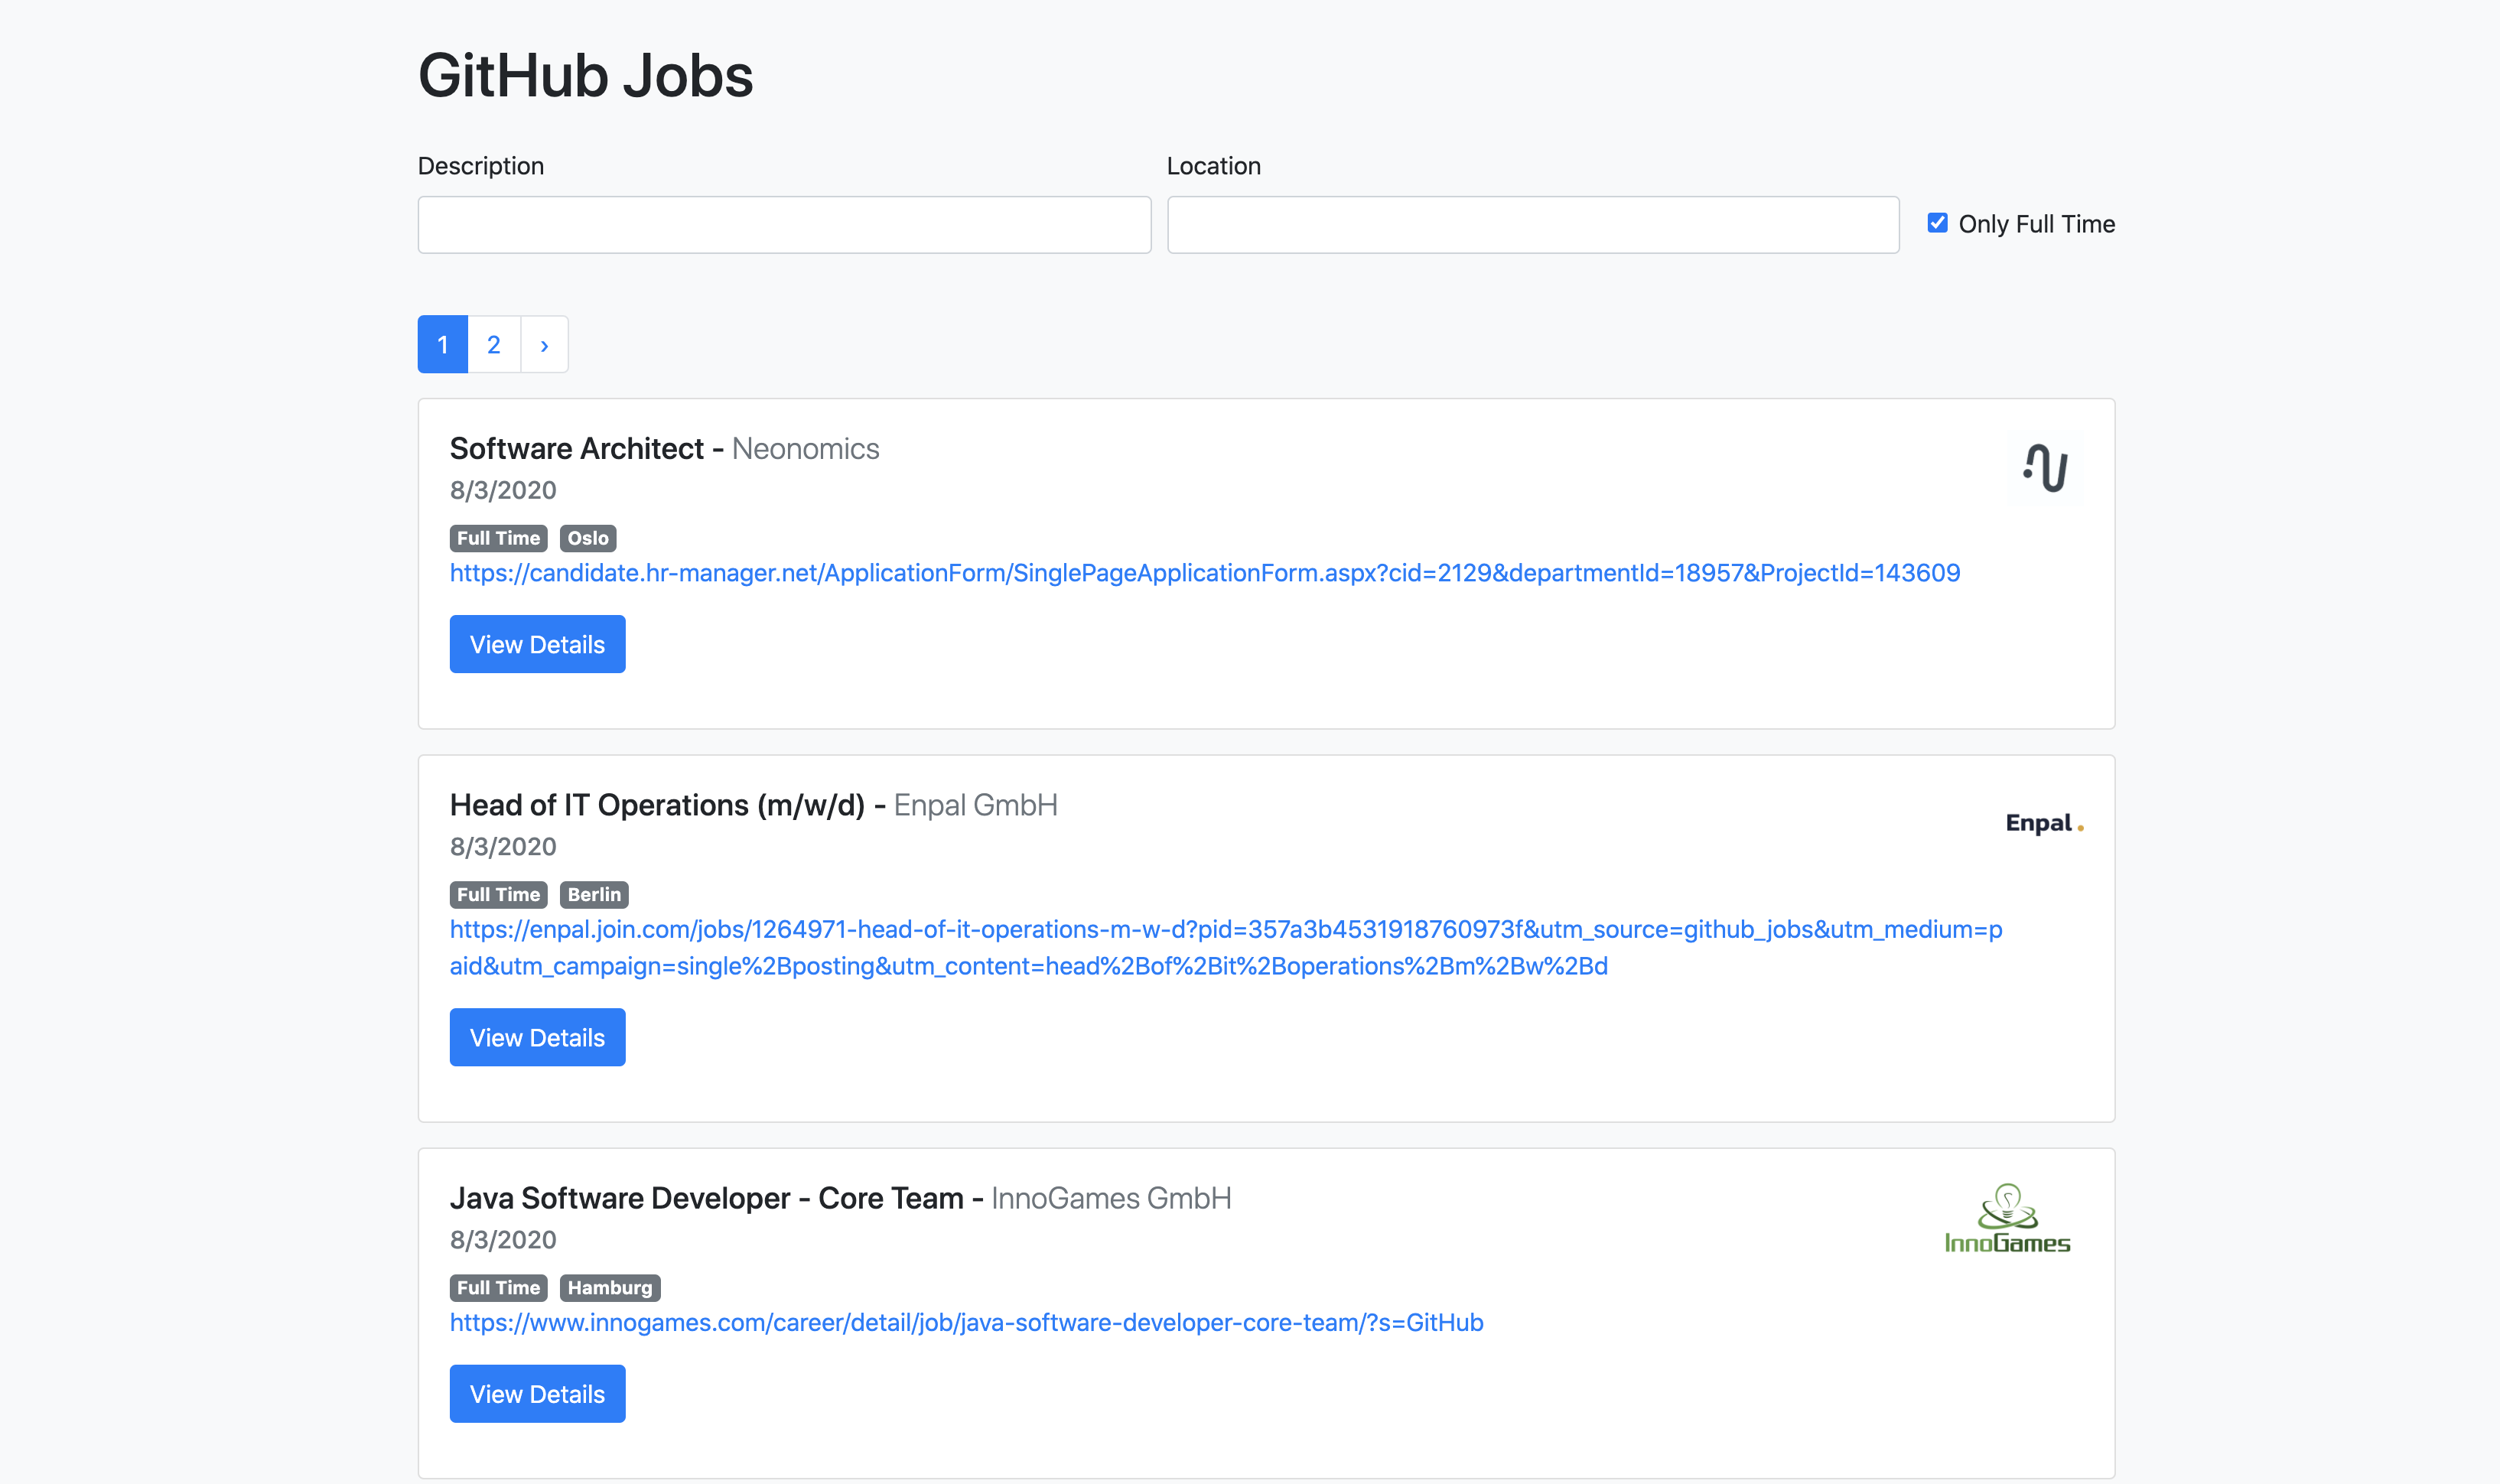 GitHub Jobs
Description
Location
Only Full Time
1 2 ›
Software Architect - Neonomics
8/3/2020
Full Time Oslo
https://candidate.hr-manager.net/ApplicationForm/SinglePageApplicationForm.aspx?cid=2129&departmentId=18957&ProjectId=143609
View Details
Head of IT Operations (m/w/d) - Enpal GmbH
Enpal.
8/3/2020
Full Time Berlin
https://enpal.join.com/jobs/1264971-head-of-it-operations-m-w-d?pid=357a3b4531918760973f&utm_source=github_jobs&utm_medium=p
aid&utm_campaign=single%2Bposting&utm_content=head%2Bof%2Bit%2Boperations%2Bm%2Bw%2Bd
View Details
Java Software Developer - Core Team - InnoGames GmbH
InnoGames
8/3/2020
Full Time Hamburg
https://www.innogames.com/career/detail/job/java-software-developer-core-team/?s=GitHub
View Details